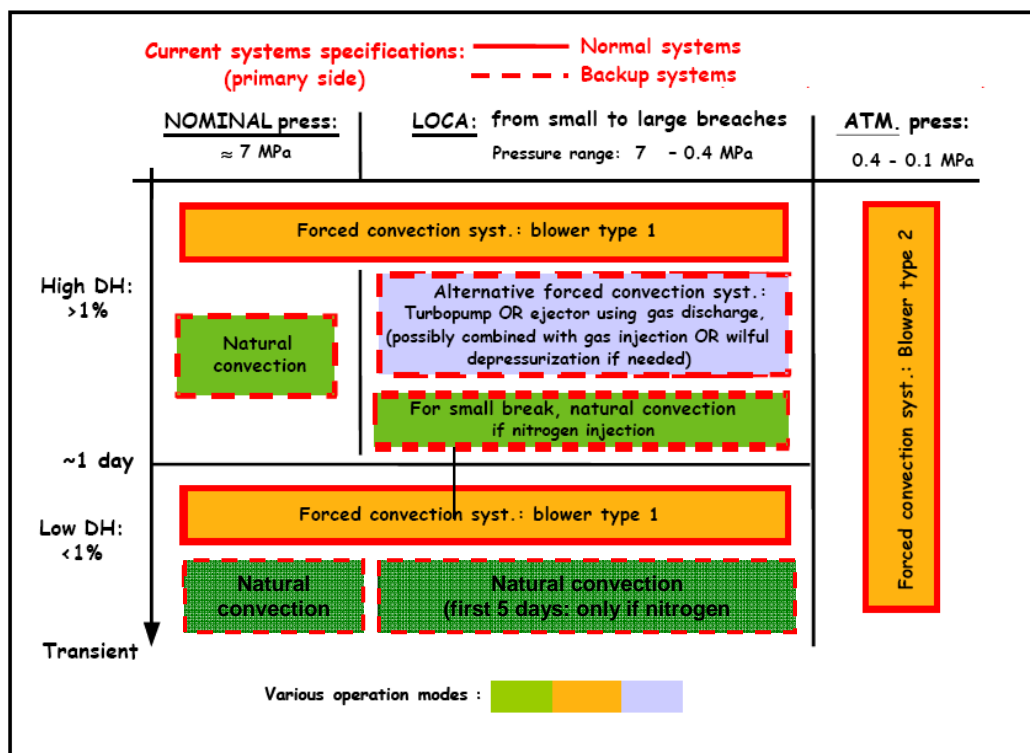 Current systems specifications:
(primary side)
Normal systems
Backup systems
NOMINAL press:
≈ 7 MPa
LOCA: from small to large breaches
Pressure range: 7 – 0.4 MPa
ATM. press:
0.4 – 0.1 MPa
High DH:
>1%
Forced convection syst.: blower type 1
Natural
convection
Alternative forced convection syst.:
Turbopump OR ejector using gas discharge,
(possibly combined with gas injection OR wilful
depressurization if needed)
For small break, natural convection
if nitrogen injection
Forced convection syst.: Blower type 2
~1 day
Low DH:
<1%
Forced convection syst.: blower type 1
Natural
convection
Natural convection
(first 5 days: only if nitrogen
Transient
Various operation modes :